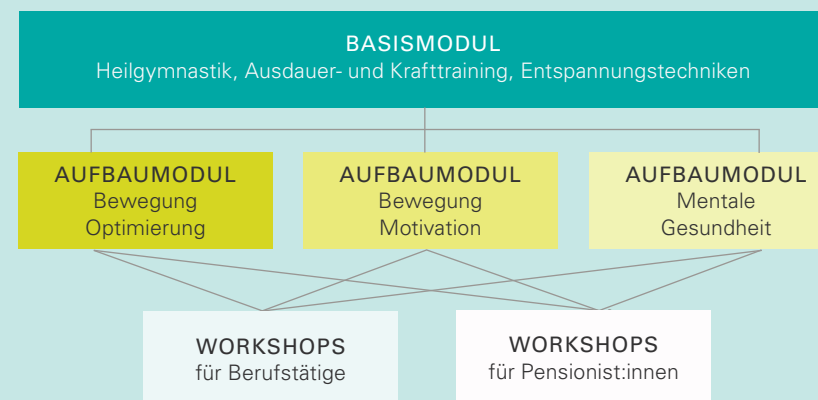 BASISMODUL
Heilgymnastik, Ausdauer- und Krafttraining, Entspannungstechniken
AUFBAUMODUL
Bewegung
Optimierung
AUFBAUMODUL
Bewegung
Motivation
AUFBAUMODUL
Mentale
Gesundheit
WORKSHOPS
für Berufstätige
WORKSHOPS
für Pensionist:innen